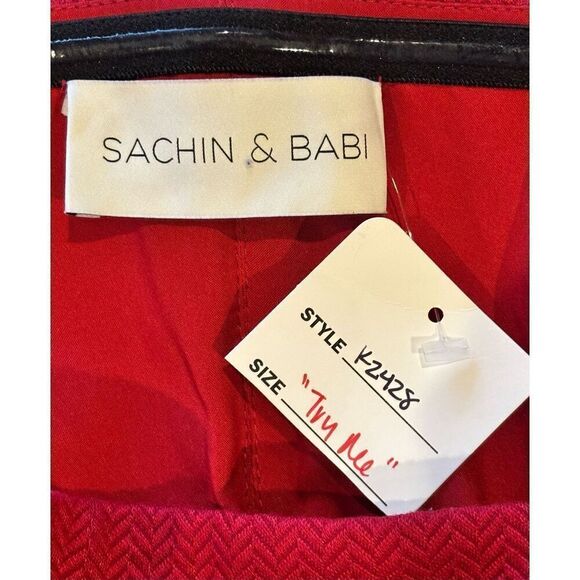 SACHIN & BABI
STYLE K2428
SIZE "Try Me"